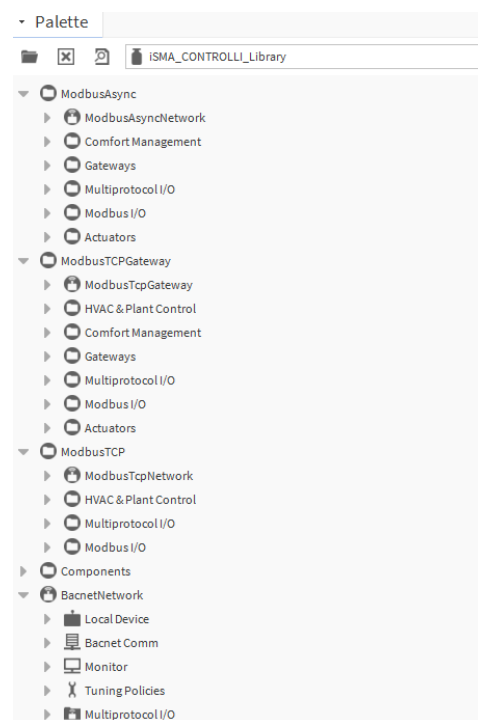 Palette
iSMA_CONTROLLI_Library
ModbusAsync
ModbusAsyncNetwork
Comfort Management
Gateways
Multiprotocol I/O
Modbus I/O
Actuators
ModbusTCPGateway
ModbusTcpGateway
HVAC & Plant Control
Comfort Management
Gateways
Multiprotocol I/O
Modbus I/O
Actuators
ModbusTCP
ModbusTcpNetwork
HVAC & Plant Control
Multiprotocol I/O
Modbus I/O
Components
BacnetNetwork
Local Device
Bacnet Comm
Monitor
Tuning Policies
Multiprotocol I/O